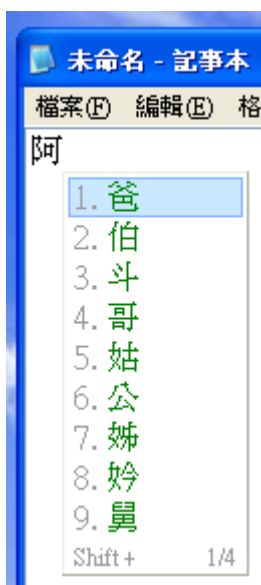 未命名 - 記事本
檔案(F) 編輯(E) 格
阿
1. 爸
2. 伯
3. 斗
4. 哥
5. 姑
6. 公
7. 姊
8. 妗
9. 舅
Shift + 1/4